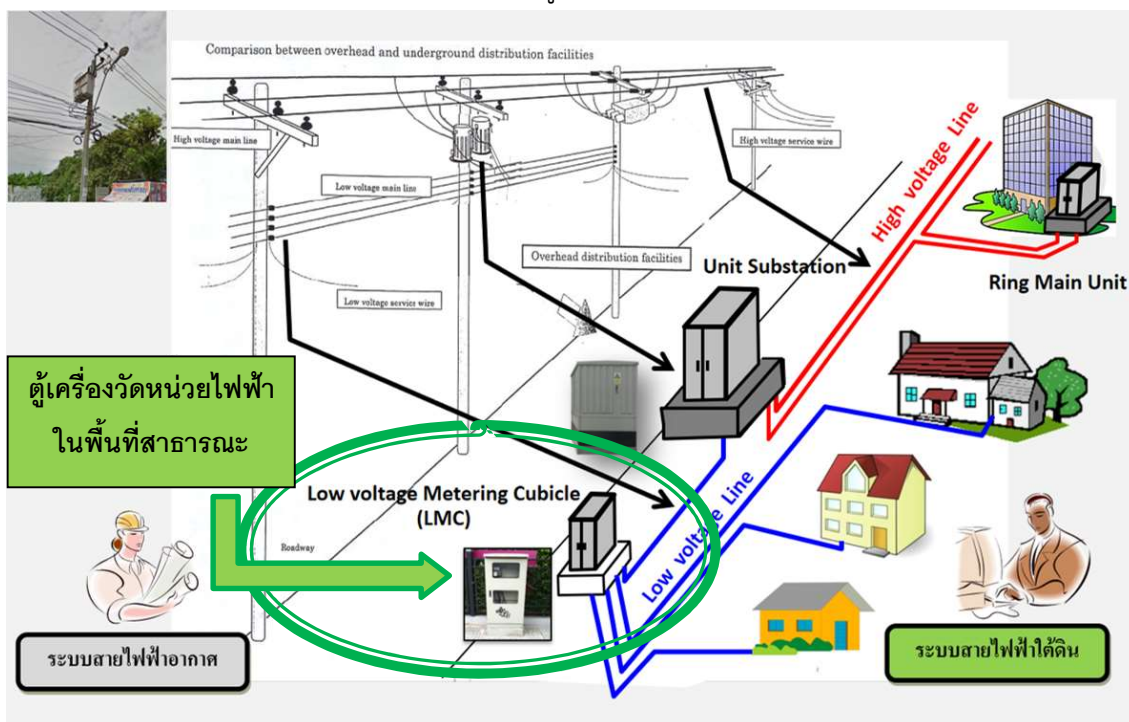 Comparison between overhead and underground distribution facilities
High voltage main line
High voltage service wire
Low voltage main line
High voltage Line
Overhead distribution facilities
Unit Substation
Ring Main Unit
Low voltage service wire
ตู้เครื่องวัดหน่วยไฟฟ้า
ในพื้นที่สาธารณะ
Low voltage Metering Cubicle
(LMC)
Low voltage Line
Roadway
ระบบสายไฟฟ้าอากาศ
ระบบสายไฟฟ้าใต้ดิน